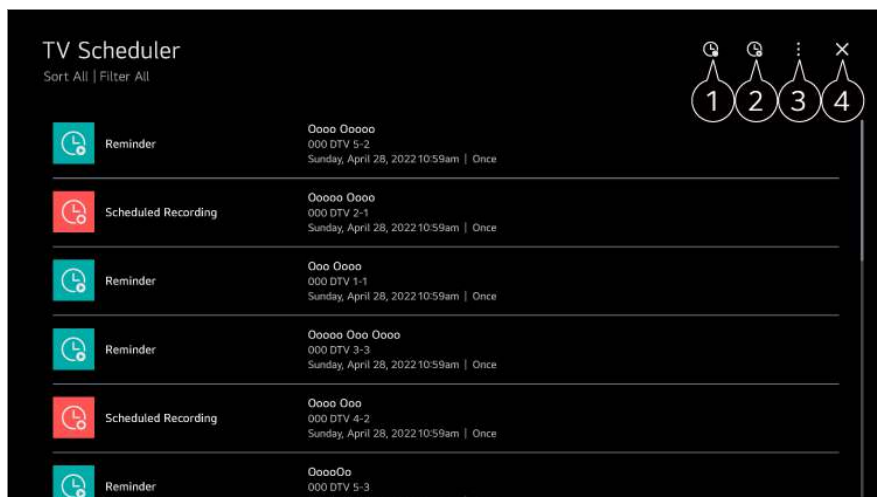 TV Scheduler
Sort All | Filter All
1 2 3 4
Reminder
Oooo Ooooo
000 DTV 5-2
Sunday, April 28, 2022 10:59am | Once
Scheduled Recording
Ooooo Oooo
000 DTV 2-1
Sunday, April 28, 2022 10:59am | Once
Reminder
Ooo Oooo
000 DTV 1-1
Sunday, April 28, 2022 10:59am | Once
Reminder
Ooooo Ooo Oooo
000 DTV 3-3
Sunday, April 28, 2022 10:59am | Once
Scheduled Recording
Oooo Ooo
000 DTV 4-2
Sunday, April 28, 2022 10:59am | Once
Reminder
OoooOo
000 DTV 5-3